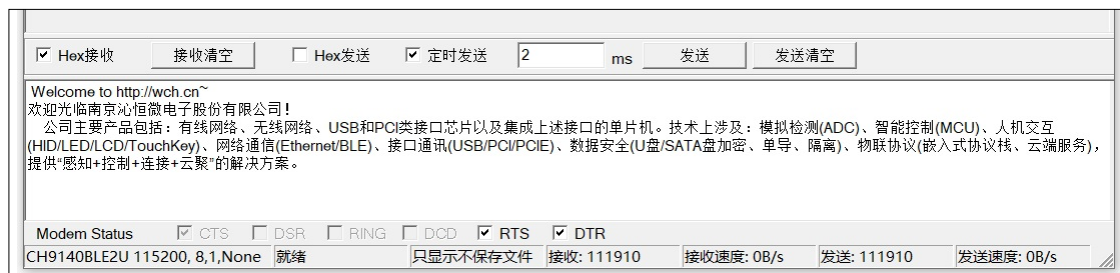 Hex接收 接收清空 Hex发送 定时发送 2 ms 发送 发送清空
Welcome to http://wch.cn~
欢迎光临南京沁恒微电子股份有限公司！
公司主要产品包括：有线网络、无线网络、USB和PCI类接口芯片以及集成上述接口的单片机。技术上涉及：模拟检测(ADC)、智能控制(MCU)、人机交互
(HID/LED/LCD/TouchKey)、网络通信(Ethernet/BLE)、接口通讯(USB/PCI/PCIE)、数据安全(U盘/SATA盘加密、单导、隔离)、物联协议(嵌入式协议栈、云端服务)，
提供“感知+控制+连接+云聚”的解决方案。
Modem Status CTS DSR RING DCD RTS DTR
CH9140BLE2U 115200, 8,1,None 就绪 只显示不保存文件 接收: 111910 接收速度: 0B/s 发送: 111910 发送速度: 0B/s